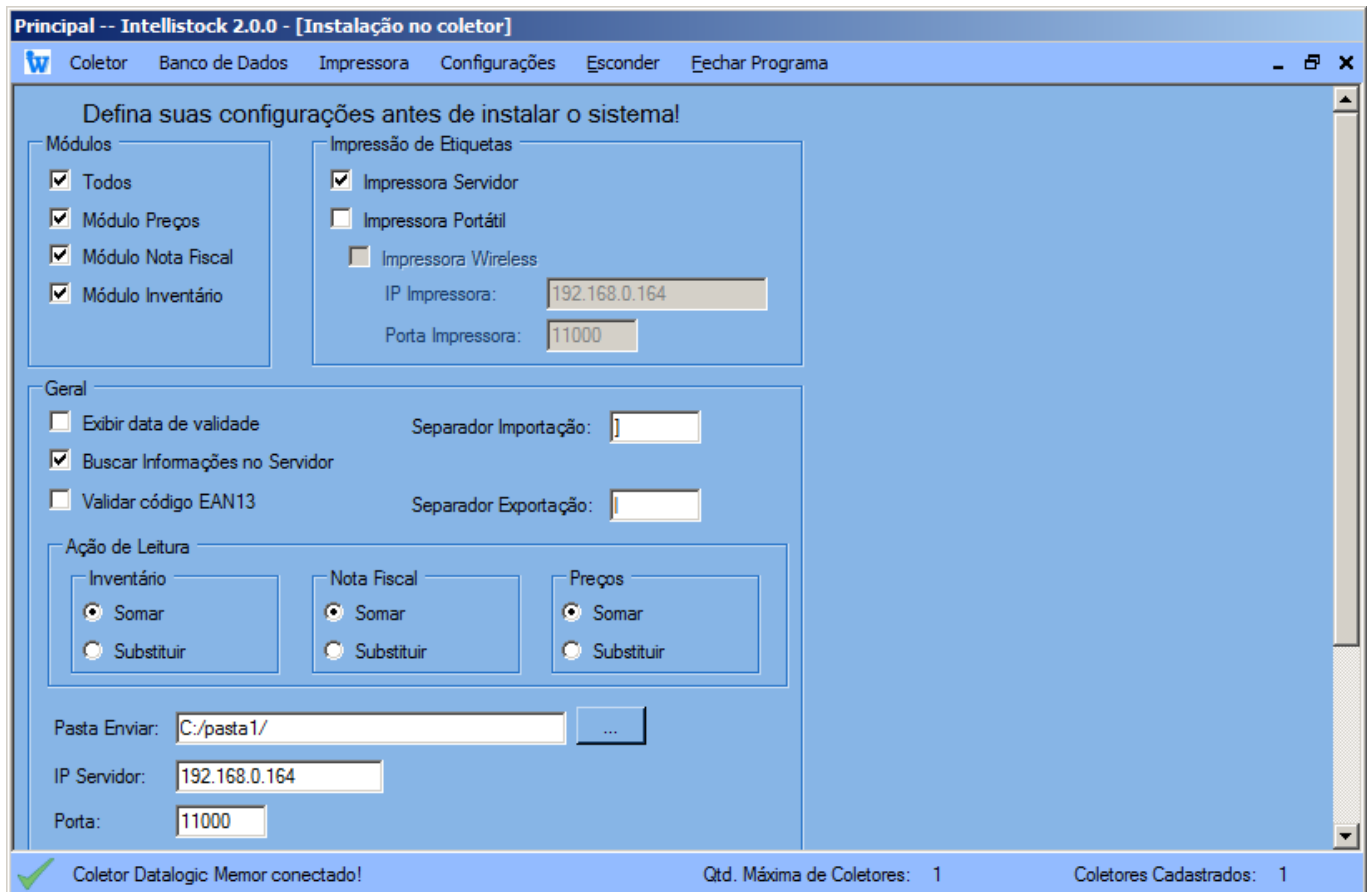 Principal -- Intellistock 2.0.0 - [Instalação no coletor]
Coletor Banco de Dados Impressora Configurações Esconder Fechar Programa
Defina suas configurações antes de instalar o sistema!
Módulos
Todos
Módulo Preços
Módulo Nota Fiscal
Módulo Inventário
Impressão de Etiquetas
Impressora Servidor
Impressora Portátil
Impressora Wireless
IP Impressora: 192.168.0.164
Porta Impressora: 11000
Geral
Exibir data de validade
Buscar Informações no Servidor
Validar código EAN13
Separador Importação: ]
Separador Exportação: |
Ação de Leitura
Inventário
Somar
Substituir
Nota Fiscal
Somar
Substituir
Preços
Somar
Substituir
Pasta Enviar: C:/pasta1/ ...
IP Servidor: 192.168.0.164
Porta: 11000
Coletor Datalogic Memor conectado! Qtd. Máxima de Coletores: 1 Coletores Cadastrados: 1